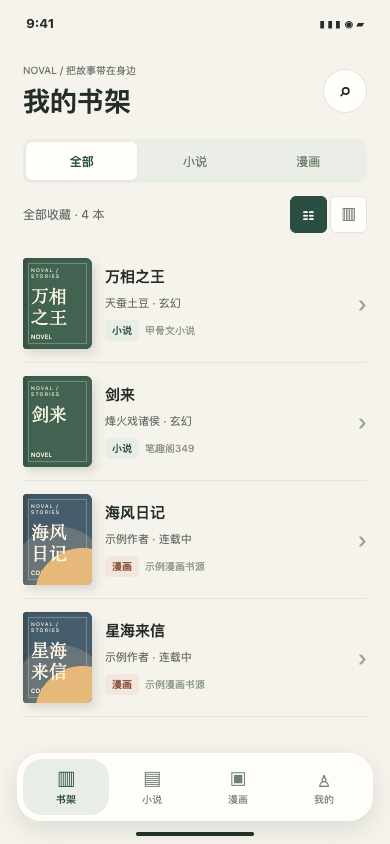 9:41
NOVAL / 把故事带在身边
我的书架
全部
小说
漫画
全部收藏 · 4 本
NOVAL /
STORIES
万相
之王
NOVEL
万相之王
天蚕土豆 · 玄幻
小说 甲骨文小说
NOVAL /
STORIES
剑来
NOVEL
剑来
烽火戏诸侯 · 玄幻
小说 笔趣阁349
NOVAL /
STORIES
海风
日记
海风日记
示例作者 · 连载中
漫画 示例漫画书源
NOVAL /
STORIES
星海
来信
星海来信
示例作者 · 连载中
漫画 示例漫画书源
书架
小说
漫画
我的